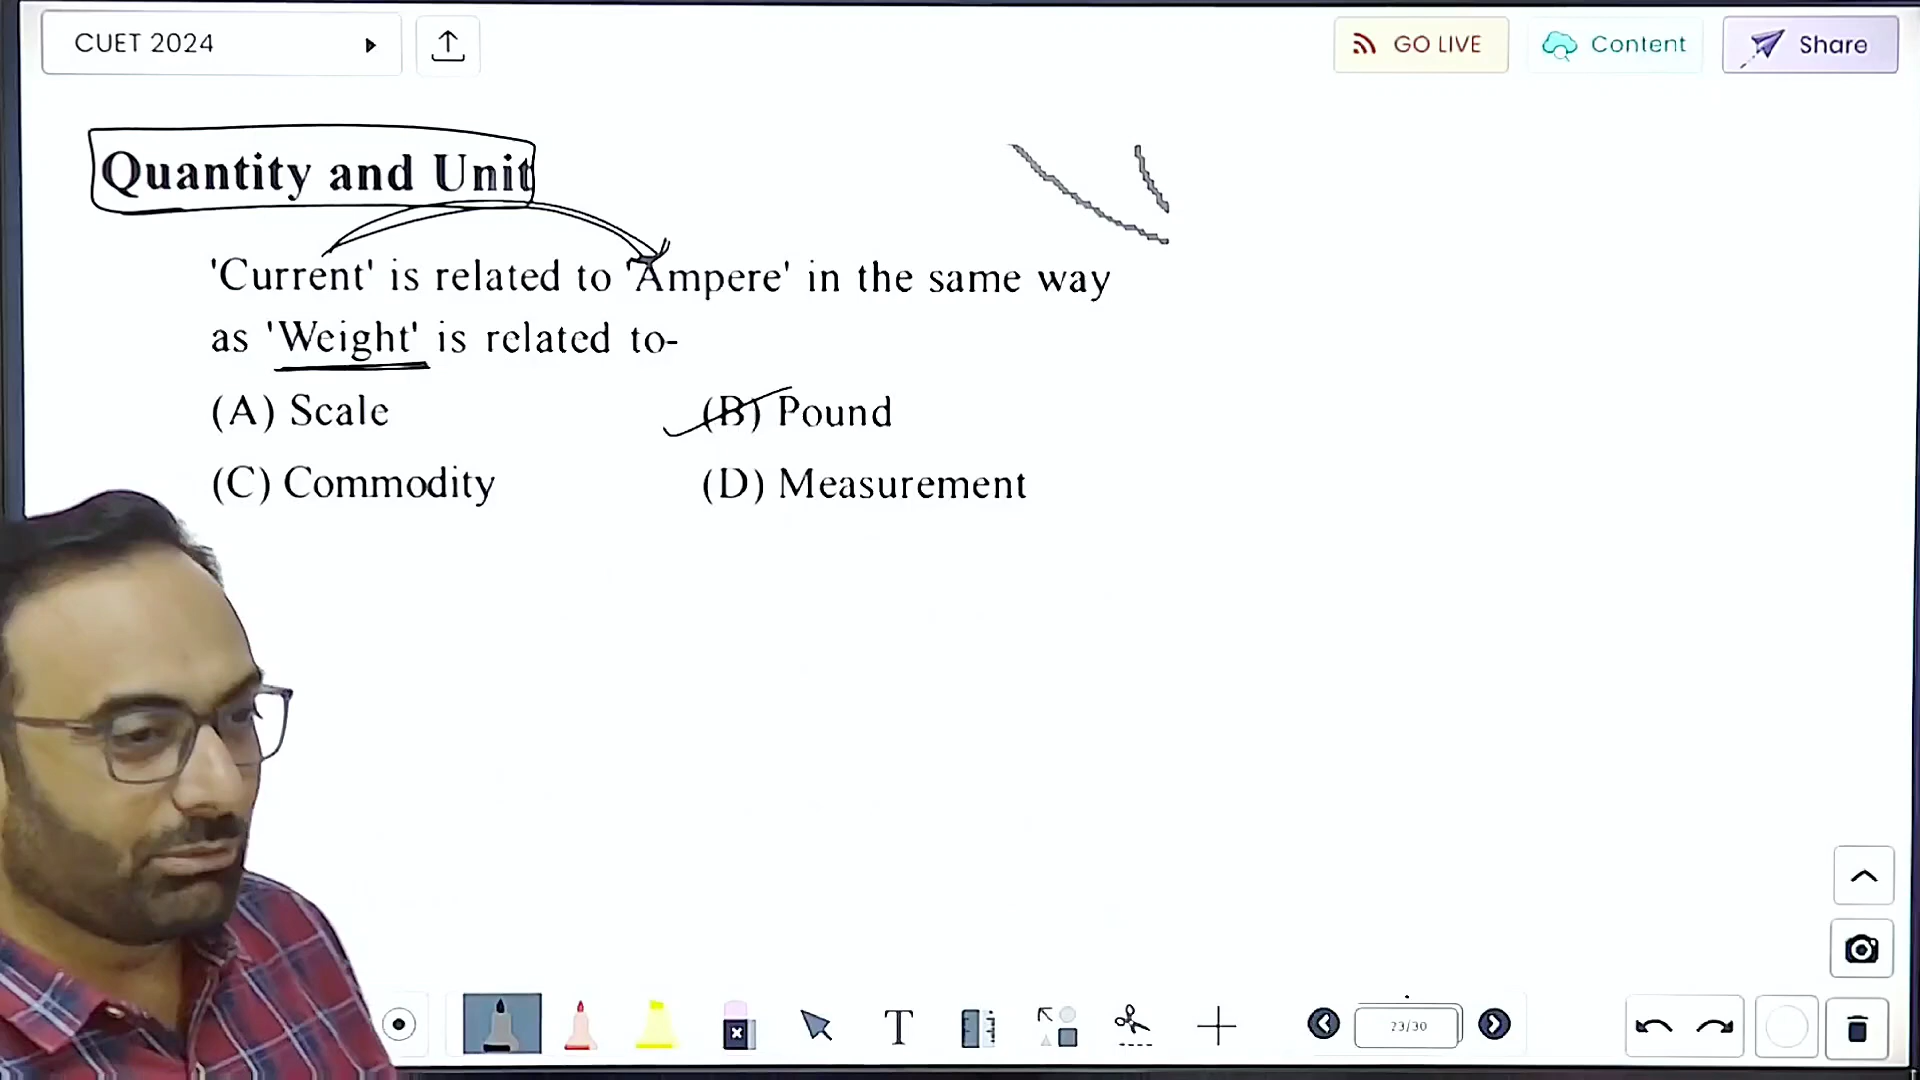 CUET 2024
GO LIVE
Content
Share
Quantity and Unit
'Current' is related to 'Ampere' in the same way
as 'Weight' is related to-
(A) Scale
(B) Pound
(C) Commodity
(D) Measurement
T
23/30